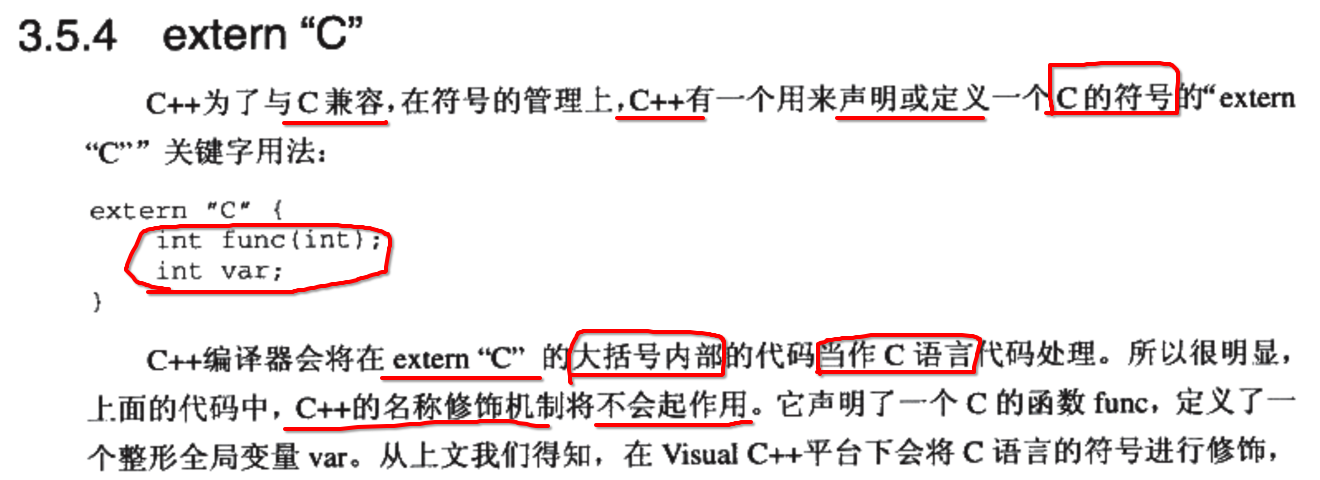 3.5.4 extern “C”
C++为了与C兼容,在符号的管理上,C++有一个用来声明或定义一个C的符号的“extern
“C””关键字用法：
extern "C" {
int func(int);
int var;
}
C++编译器会将在 extern “C” 的大括号内部的代码当作C语言代码处理。所以很明显，
上面的代码中，C++的名称修饰机制将不会起作用。它声明了一个C的函数 func，定义了一
个整形全局变量 var。从上文我们得知，在 Visual C++平台下会将C语言的符号进行修饰，